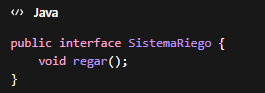 </> Java
public interface SistemaRiego {
    void regar();
}